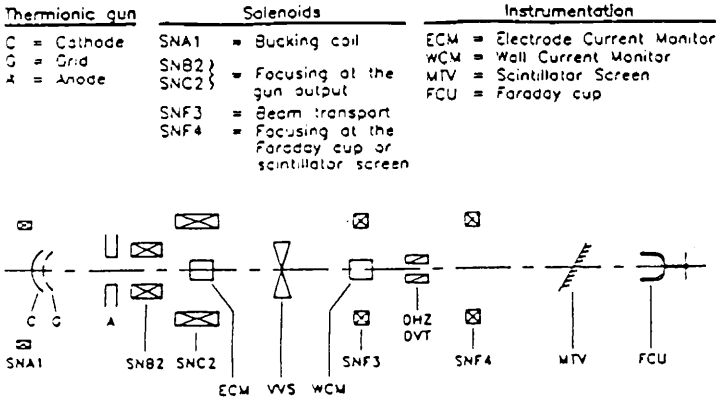 Thermionic gun
C = Cathode
G = Grid
A = Anode
Solenoids
SNA1 = Bucking coil
SNB2}
SNC2} = Focusing at the
gun output
SNF3 = Beam transport
SNF4 = Focusing at the
Faraday cup or
scintillator screen
Instrumentation
ECM = Electrode Current Monitor
WCM = Wall Current Monitor
MTV = Scintillator Screen
FCU = Faraday cup
C G A
DHZ
DVT
SNA1 SNB2 SNC2 SNF3 SNF4 MTV FCU
ECM VVS WCM